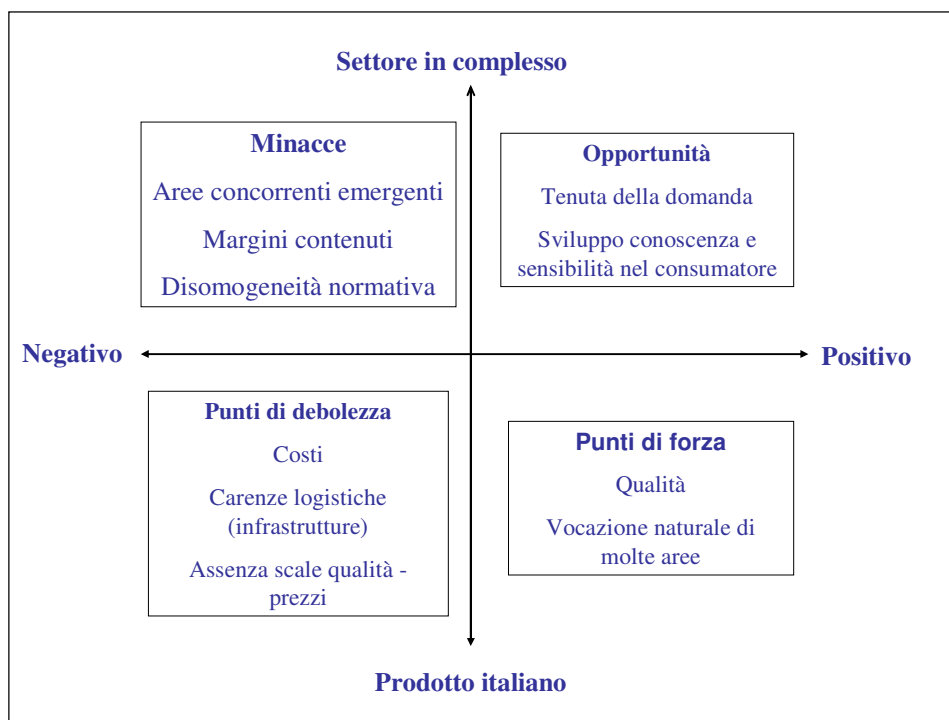 Settore in complesso
Minacce
Aree concorrenti emergenti
Margini contenuti
Disomogeneità normativa
Opportunità
Tenuta della domanda
Sviluppo conoscenza e
sensibilità nel consumatore
Negativo
Positivo
Punti di debolezza
Costi
Carenze logistiche
(infrastrutture)
Assenza scale qualità -
prezzi
Punti di forza
Qualità
Vocazione naturale di
molte aree
Prodotto italiano